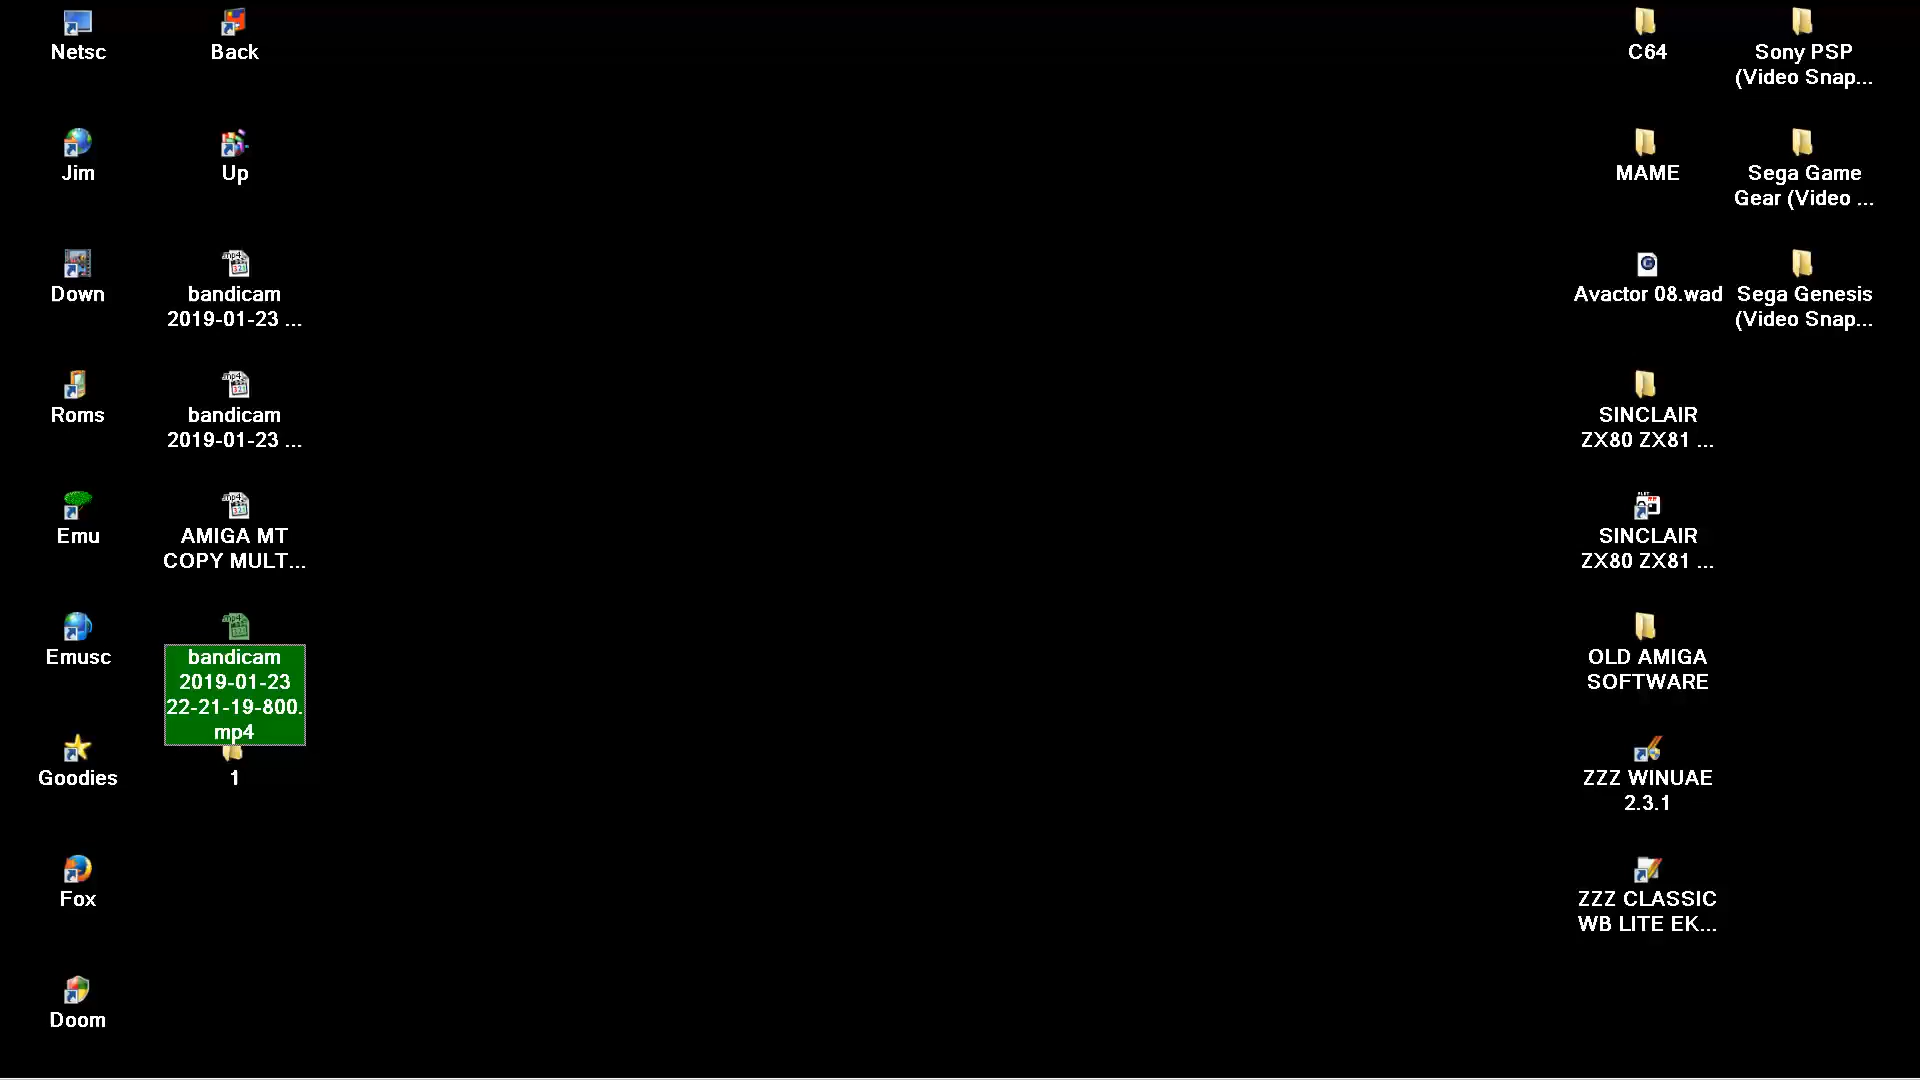 Netsc
Jim
Down
Roms
Emu
Emusc
Goodies
Fox
Doom
Back
Up
bandicam
2019-01-23 ...
bandicam
2019-01-23 ...
AMIGA MT
COPY MULT...
bandicam
2019-01-23
22-21-19-800.
mp4
1
C64
MAME
Avactor 08.wad
SINCLAIR
ZX80 ZX81 ...
SINCLAIR
ZX80 ZX81 ...
OLD AMIGA
SOFTWARE
ZZZ WINUAE
2.3.1
ZZZ CLASSIC
WB LITE EK...
Sony PSP
(Video Snap...
Sega Game
Gear (Video ...
Sega Genesis
(Video Snap...